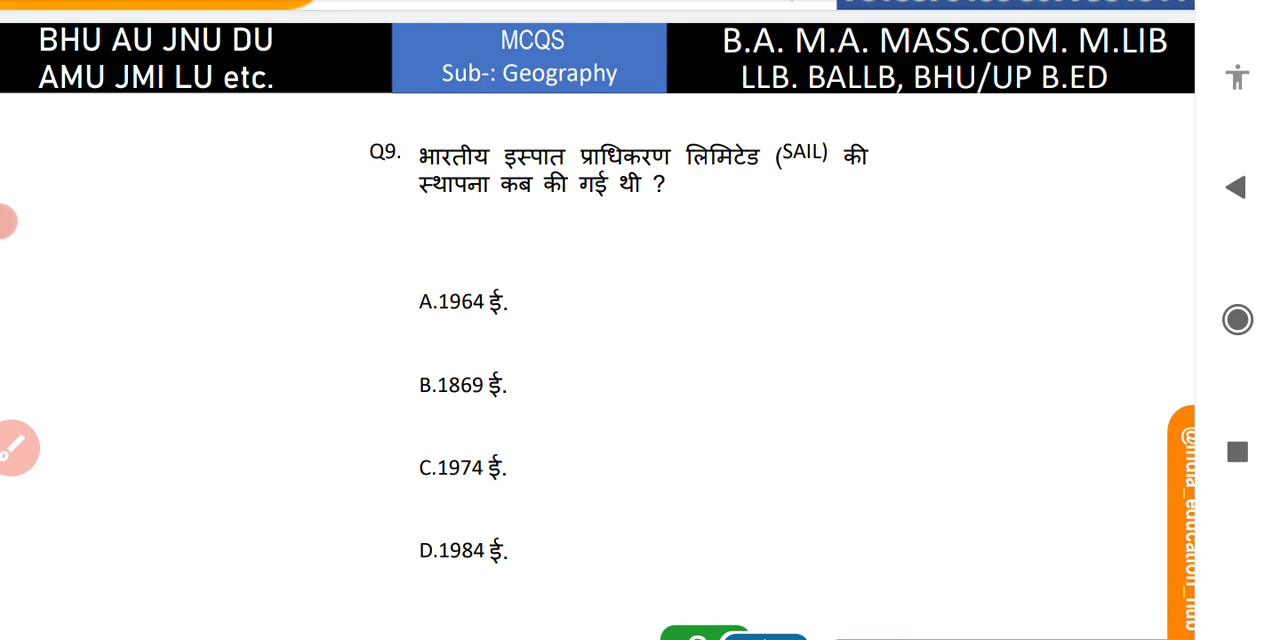 BHU AU JNU DU
AMU JMI LU etc.
MCQS
Sub-: Geography
B.A. M.A. MASS.COM. M.LIB
LLB. BALLB, BHU/UP B.ED
Q9. भारतीय इस्पात प्राधिकरण लिमिटेड (SAIL) की
स्थापना कब की गई थी ?
A.1964 ई.
B.1869 ई.
C.1974 ई.
D.1984 ई.
@india_education_hub